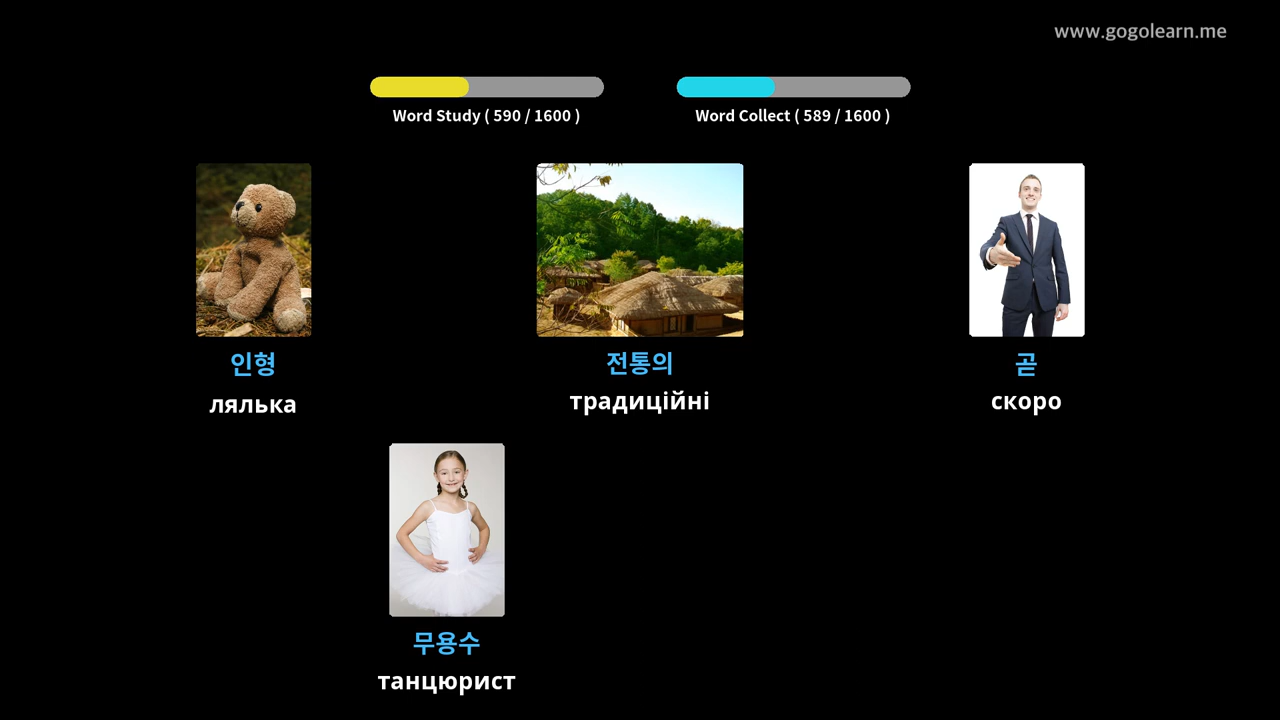 www.gogolearn.me
Word Study ( 590 / 1600 )
Word Collect ( 589 / 1600 )
인형
전통의
곧
лялька
традиційні
скоро
무용수
танцюрист